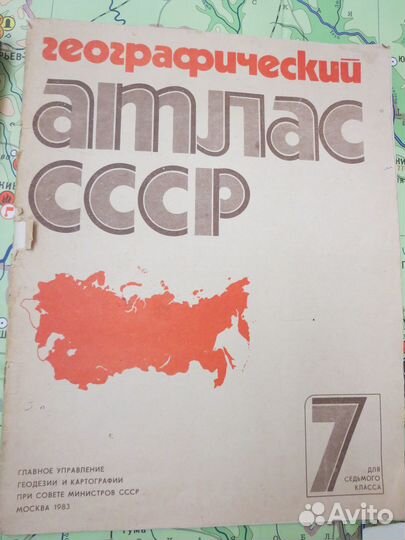 географический
атлас
СССР
ГЛАВНОЕ УПРАВЛЕНИЕ
ГЕОДЕЗИИ И КАРТОГРАФИИ
ПРИ СОВЕТЕ МИНИСТРОВ СССР
МОСКВА 1983
7
ДЛЯ
СЕДЬМОГО
КЛАССА
Avito